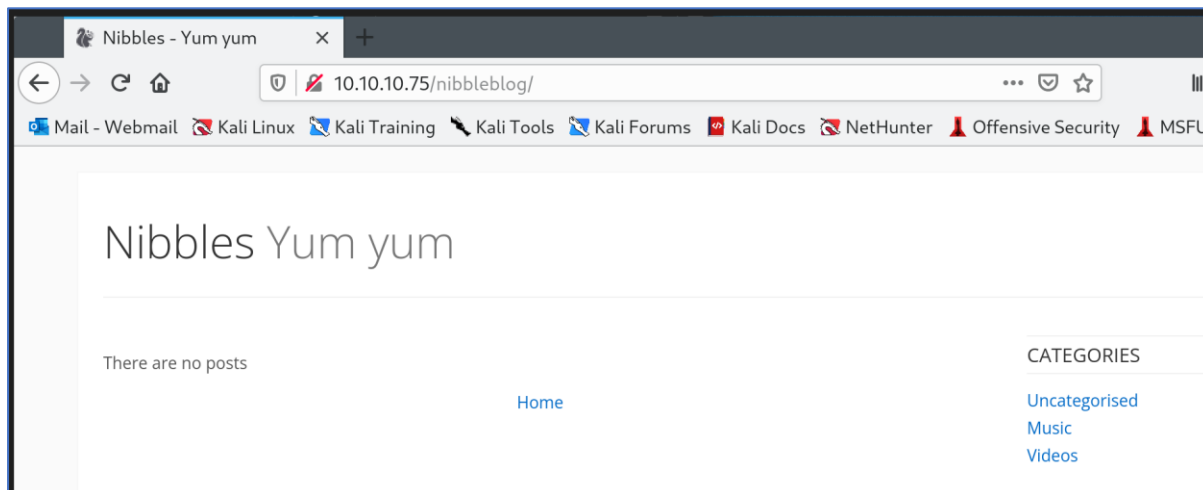 Nibbles - Yum yum
10.10.10.75/nibbleblog/
Mail - Webmail Kali Linux Kali Training Kali Tools Kali Forums Kali Docs NetHunter Offensive Security MSFU
Nibbles Yum yum
There are no posts
Home
CATEGORIES
Uncategorised
Music
Videos